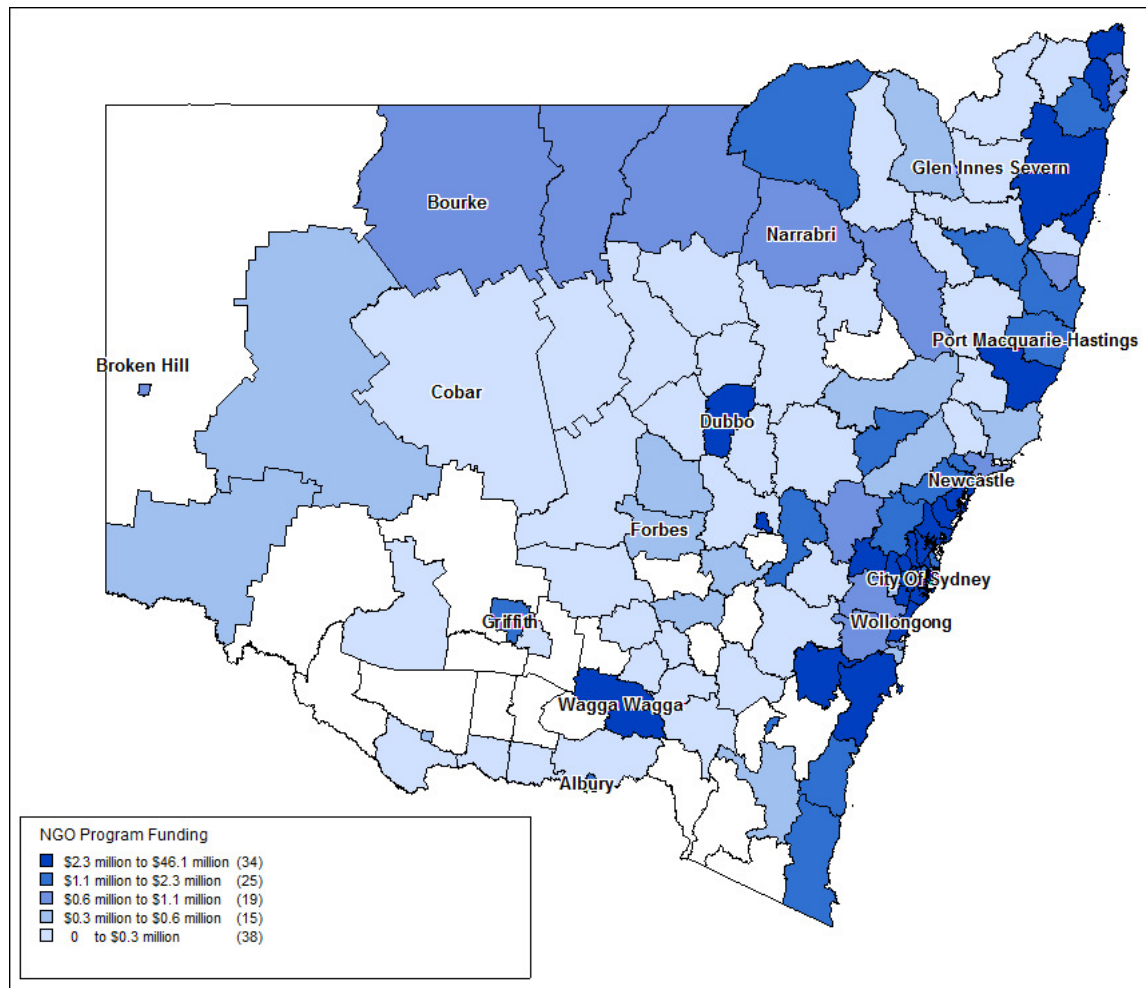 Glen Innes Severn
Bourke
Narrabri
Port Macquarie-Hastings
Broken Hill
Cobar
Dubbo
Newcastle
Forbes
City Of Sydney
Griffith
Wollongong
Wagga Wagga
Albury
NGO Program Funding
$2.3 million to $46.1 million (34)
$1.1 million to $2.3 million (25)
$0.6 million to $1.1 million (19)
$0.3 million to $0.6 million (15)
0 to $0.3 million (38)